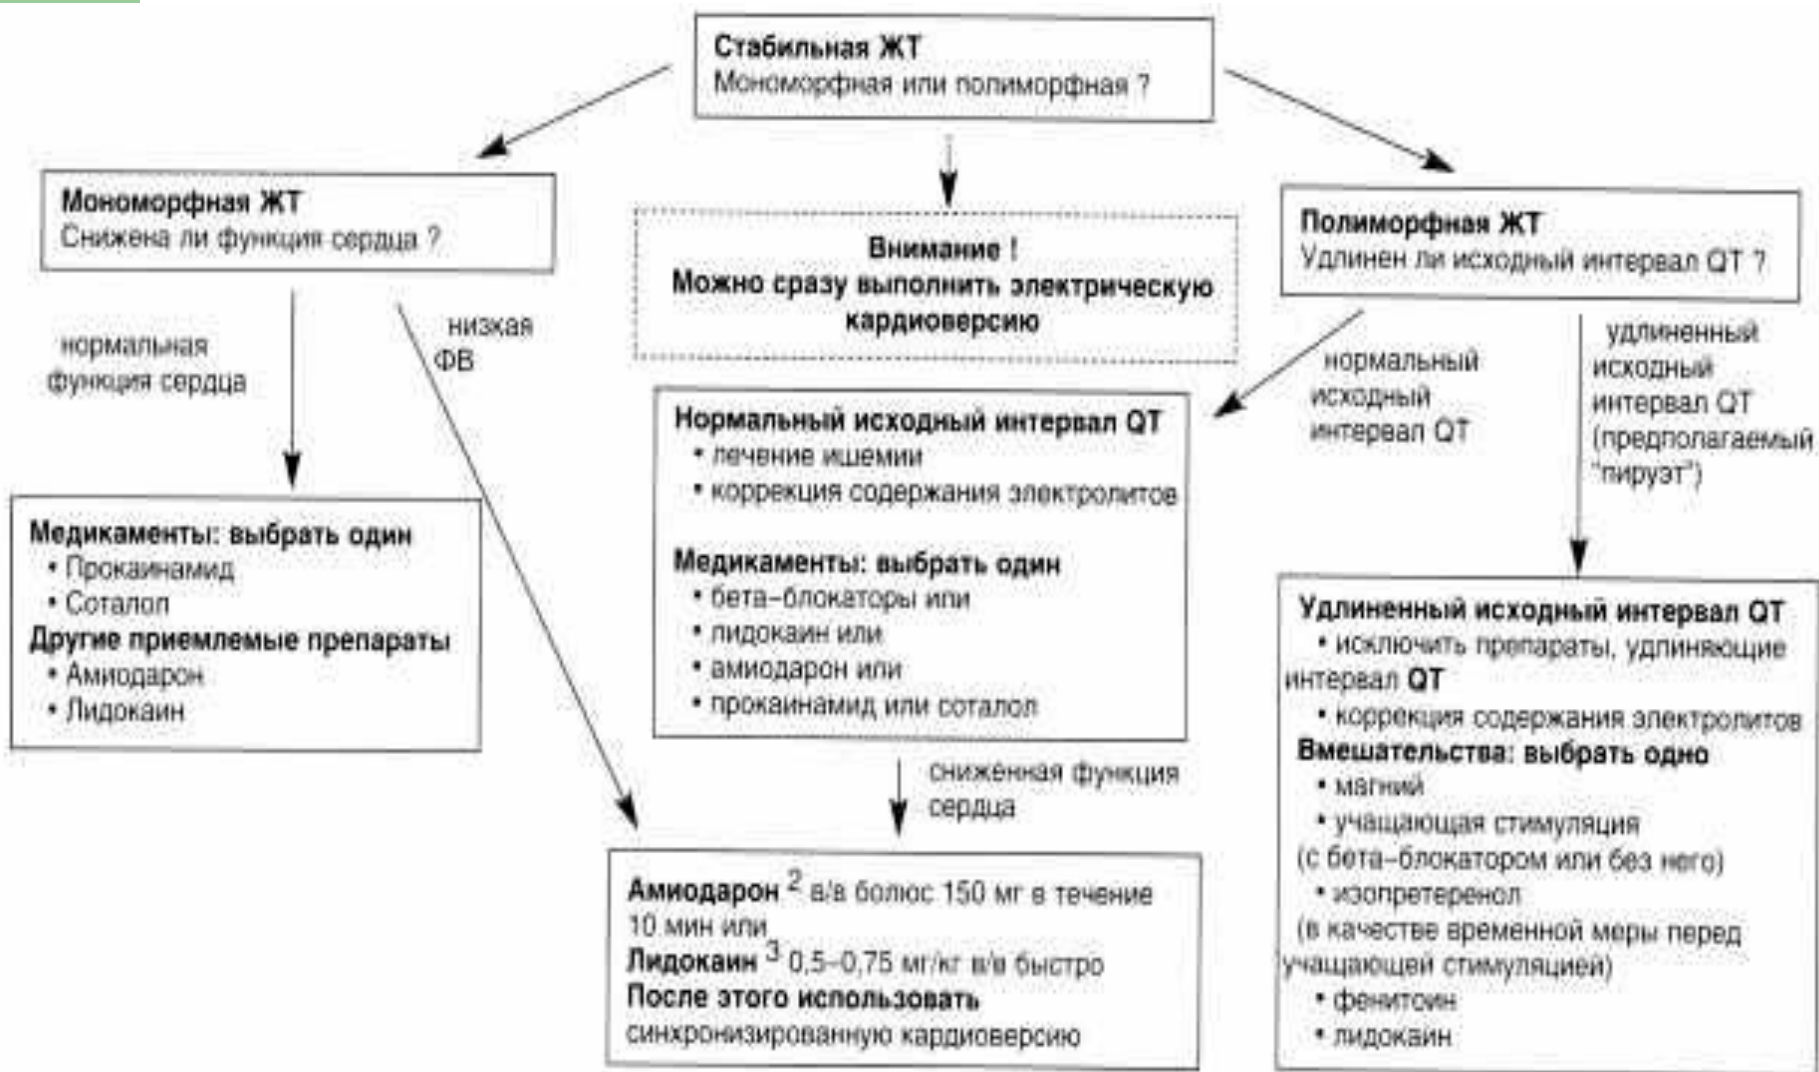 Стабильная ЖТ
Мономорфная или полиморфная ?
Мономорфная ЖТ
Снижена ли функция сердца ?
Внимание !
Можно сразу выполнить электрическую
кардиоверсию
Полиморфная ЖТ
Удлинен ли исходный интервал QT ?
нормальная
функция сердца
низкая
ФВ
нормальный
исходный
интервал QT
удлиненный
исходный
интервал QT
(предполагаемый
"пируэт")
Медикаменты: выбрать один
• Прокаинамид
• Соталол
Другие приемлемые препараты
• Амиодарон
• Лидокаин
Нормальный исходный интервал QT
• лечение ишемии
• коррекция содержания электролитов
Медикаменты: выбрать один
• бета-блокаторы или
• лидокаин или
• амиодарон или
• прокаинамид или соталол
сниженная функция
сердца
Амиодарон 2 в/в болюс 150 мг в течение
10 мин или
Лидокаин 3 0,5-0,75 мг/кг в/в быстро
После этого использовать
синхронизированную кардиоверсию
Удлиненный исходный интервал QT
• исключить препараты, удлиняющие
интервал QT
• коррекция содержания электролитов
Вмешательства: выбрать одно
• магний
• учащающая стимуляция
(с бета-блокатором или без него)
• изопретеренол
(в качестве временной меры перед
учащающей стимуляцией)
• фенитоин
• лидокаин